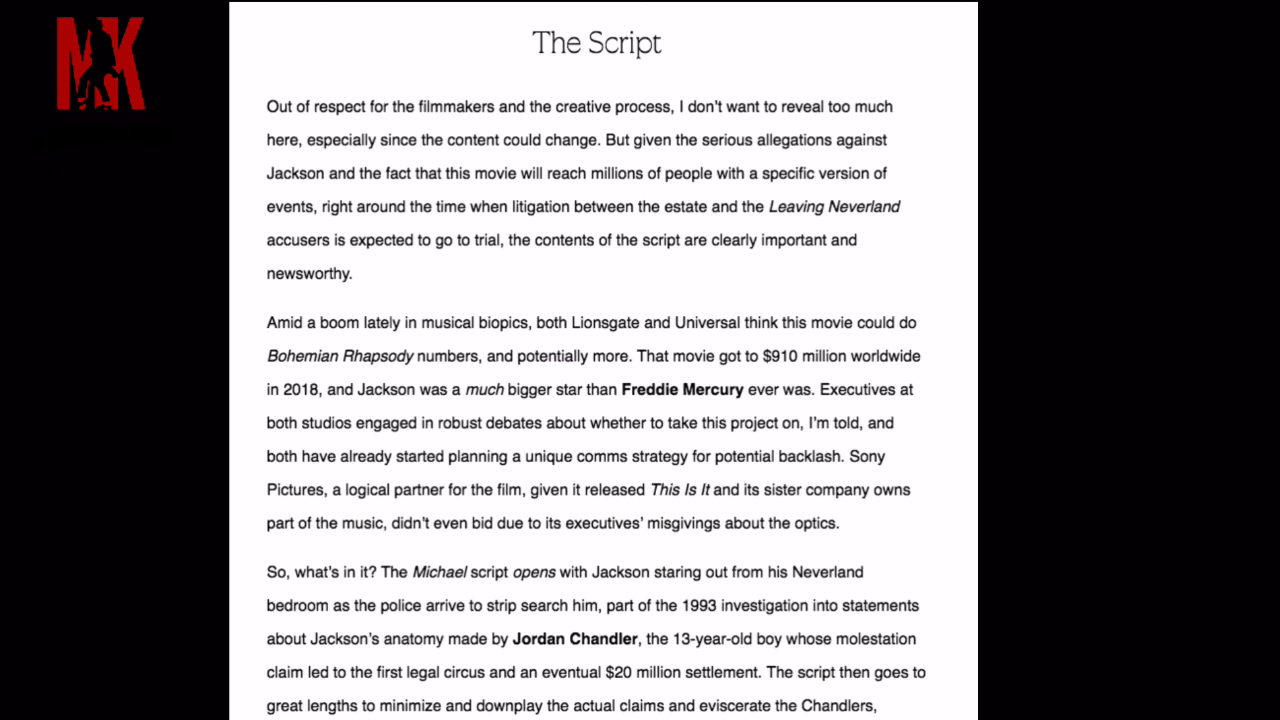 MK
The Script
Out of respect for the filmmakers and the creative process, I don't want to reveal too much
here, especially since the content could change. But given the serious allegations against
Jackson and the fact that this movie will reach millions of people with a specific version of
events, right around the time when litigation between the estate and the Leaving Neverland
accusers is expected to go to trial, the contents of the script are clearly important and
newsworthy.
Amid a boom lately in musical biopics, both Lionsgate and Universal think this movie could do
Bohemian Rhapsody numbers, and potentially more. That movie got to $910 million worldwide
in 2018, and Jackson was a much bigger star than Freddie Mercury ever was. Executives at
both studios engaged in robust debates about whether to take this project on, I'm told, and
both have already started planning a unique comms strategy for potential backlash. Sony
Pictures, a logical partner for the film, given it released This Is It and its sister company owns
part of the music, didn't even bid due to its executives' misgivings about the optics.
So, what's in it? The Michael script opens with Jackson staring out from his Neverland
bedroom as the police arrive to strip search him, part of the 1993 investigation into statements
about Jackson's anatomy made by Jordan Chandler, the 13-year-old boy whose molestation
claim led to the first legal circus and an eventual $20 million settlement. The script then goes to
great lengths to minimize and downplay the actual claims and eviscerate the Chandlers,